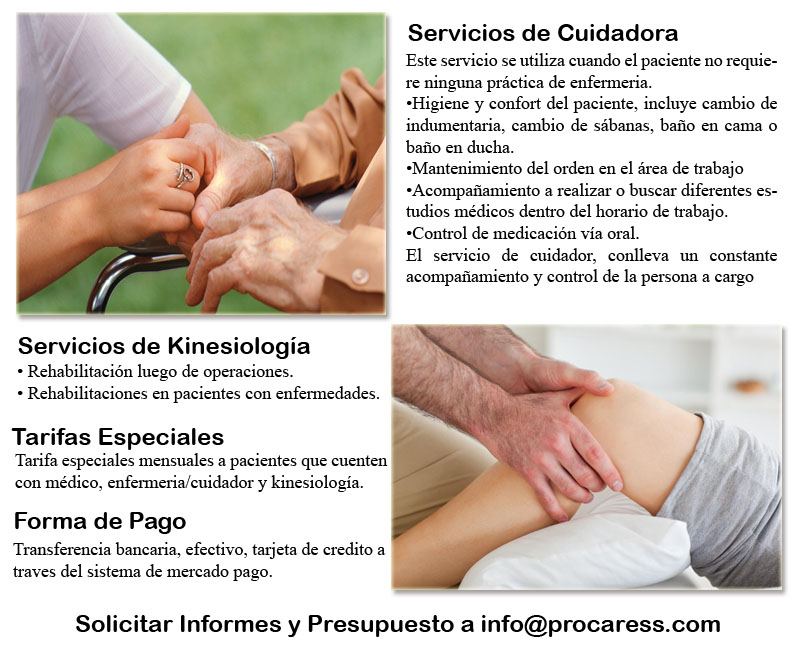 Servicios de Cuidadora
Este servicio se utiliza cuando el paciente no requie-
re ninguna práctica de enfermeria.
•Higiene y confort del paciente, incluye cambio de
indumentaria, cambio de sábanas, baño en cama o
baño en ducha.
•Mantenimiento del orden en el área de trabajo
•Acompañamiento a realizar o buscar diferentes es-
tudios médicos dentro del horario de trabajo.
•Control de medicación vía oral.
El servicio de cuidador, conlleva un constante
acompañamiento y control de la persona a cargo
Servicios de Kinesiología
• Rehabilitación luego de operaciones.
• Rehabilitaciones en pacientes con enfermedades.
Tarifas Especiales
Tarifa especiales mensuales a pacientes que cuenten
con médico, enfermeria/cuidador y kinesiología.
Forma de Pago
Transferencia bancaria, efectivo, tarjeta de credito a
traves del sistema de mercado pago.
Solicitar Informes y Presupuesto a info@procaress.com